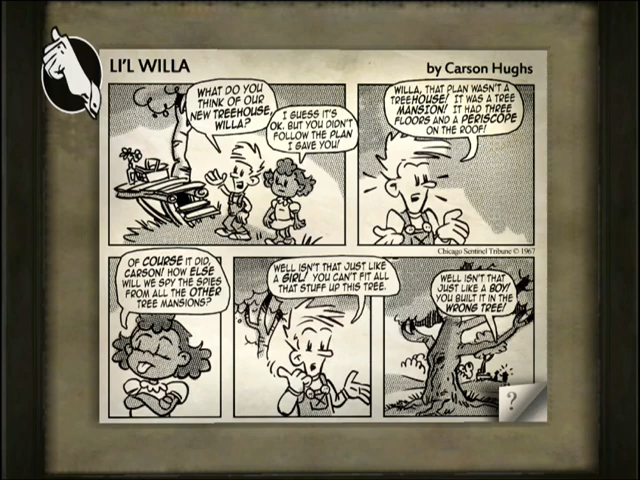 LI'L WILLA
by Carson Hughs
WHAT DO YOU
THINK OF OUR
NEW TREEHOUSE
WILLA?
I GUESS IT'S
OK. BUT YOU DIDN'T
FOLLOW THE PLAN
I GAVE YOU!
WILLA, THAT PLAN WASN'T A
TREEHOUSE! IT WAS A TREE
MANSION! IT HAD THREE
FLOORS AND A PERISCOPE
ON THE ROOF!
Chicago Sentinel Tribune © 1967
OF COURSE IT DID,
CARSON! HOW ELSE
WILL WE SPY THE SPIES
FROM ALL THE OTHER
TREE MANSIONS?
WELL ISN'T THAT JUST LIKE
A GIRL! YOU CAN'T FIT ALL
THAT STUFF UP THIS TREE.
WELL ISN'T THAT
JUST LIKE A BOY!
YOU BUILT IT IN THE
WRONG TREE!
?